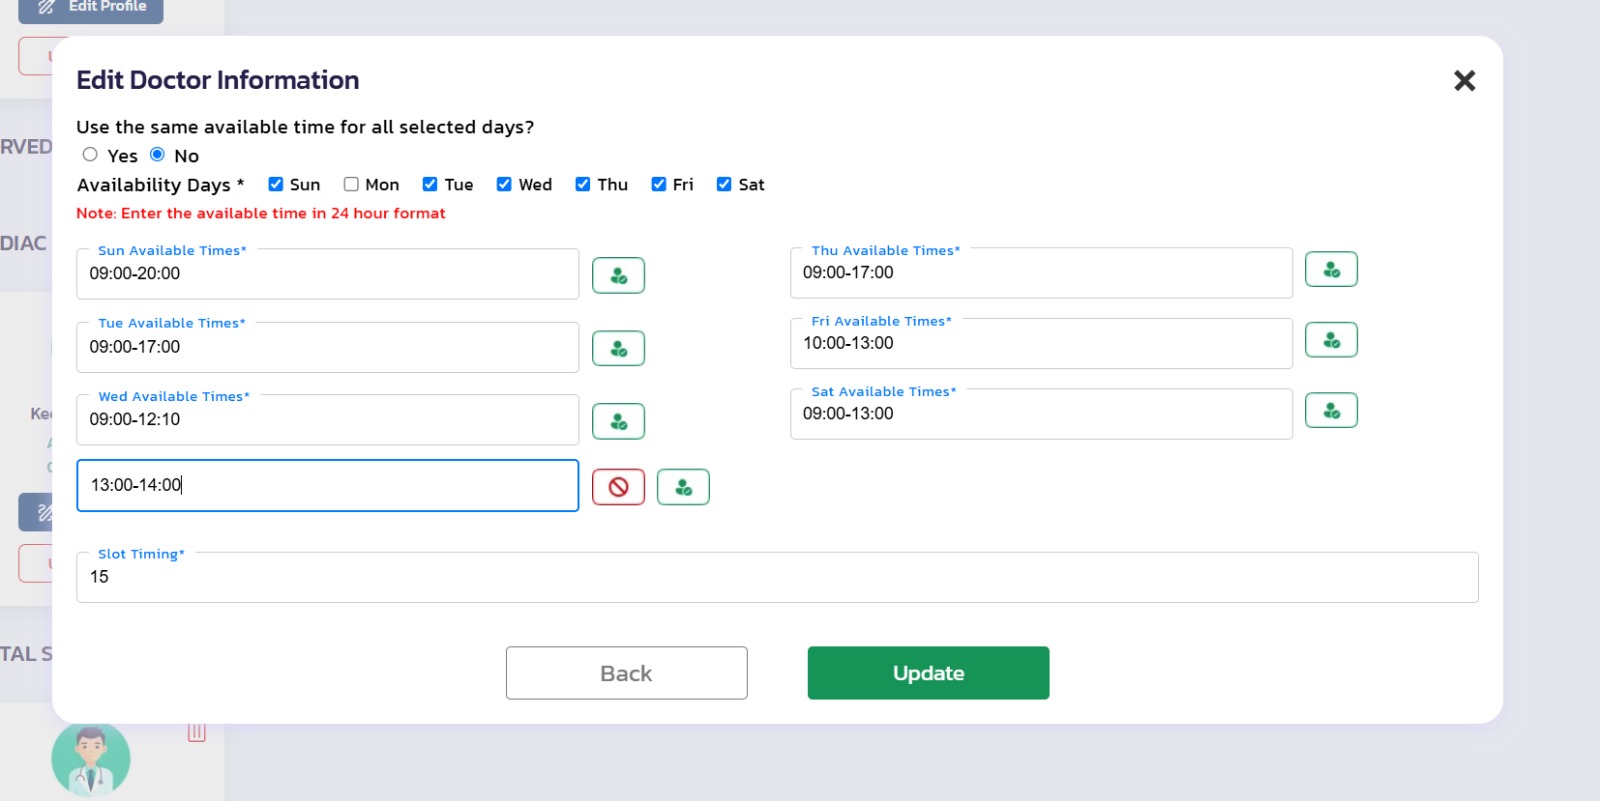 Edit Profile
Edit Doctor Information
Use the same available time for all selected days?
Yes No
Availability Days * Sun Mon Tue Wed Thu Fri Sat
Note: Enter the available time in 24 hour format
Sun Available Times*
09:00-20:00
Tue Available Times*
09:00-17:00
Wed Available Times*
09:00-12:10
13:00-14:00
Thu Available Times*
09:00-17:00
Fri Available Times*
10:00-13:00
Sat Available Times*
09:00-13:00
Slot Timing*
15
Back Update